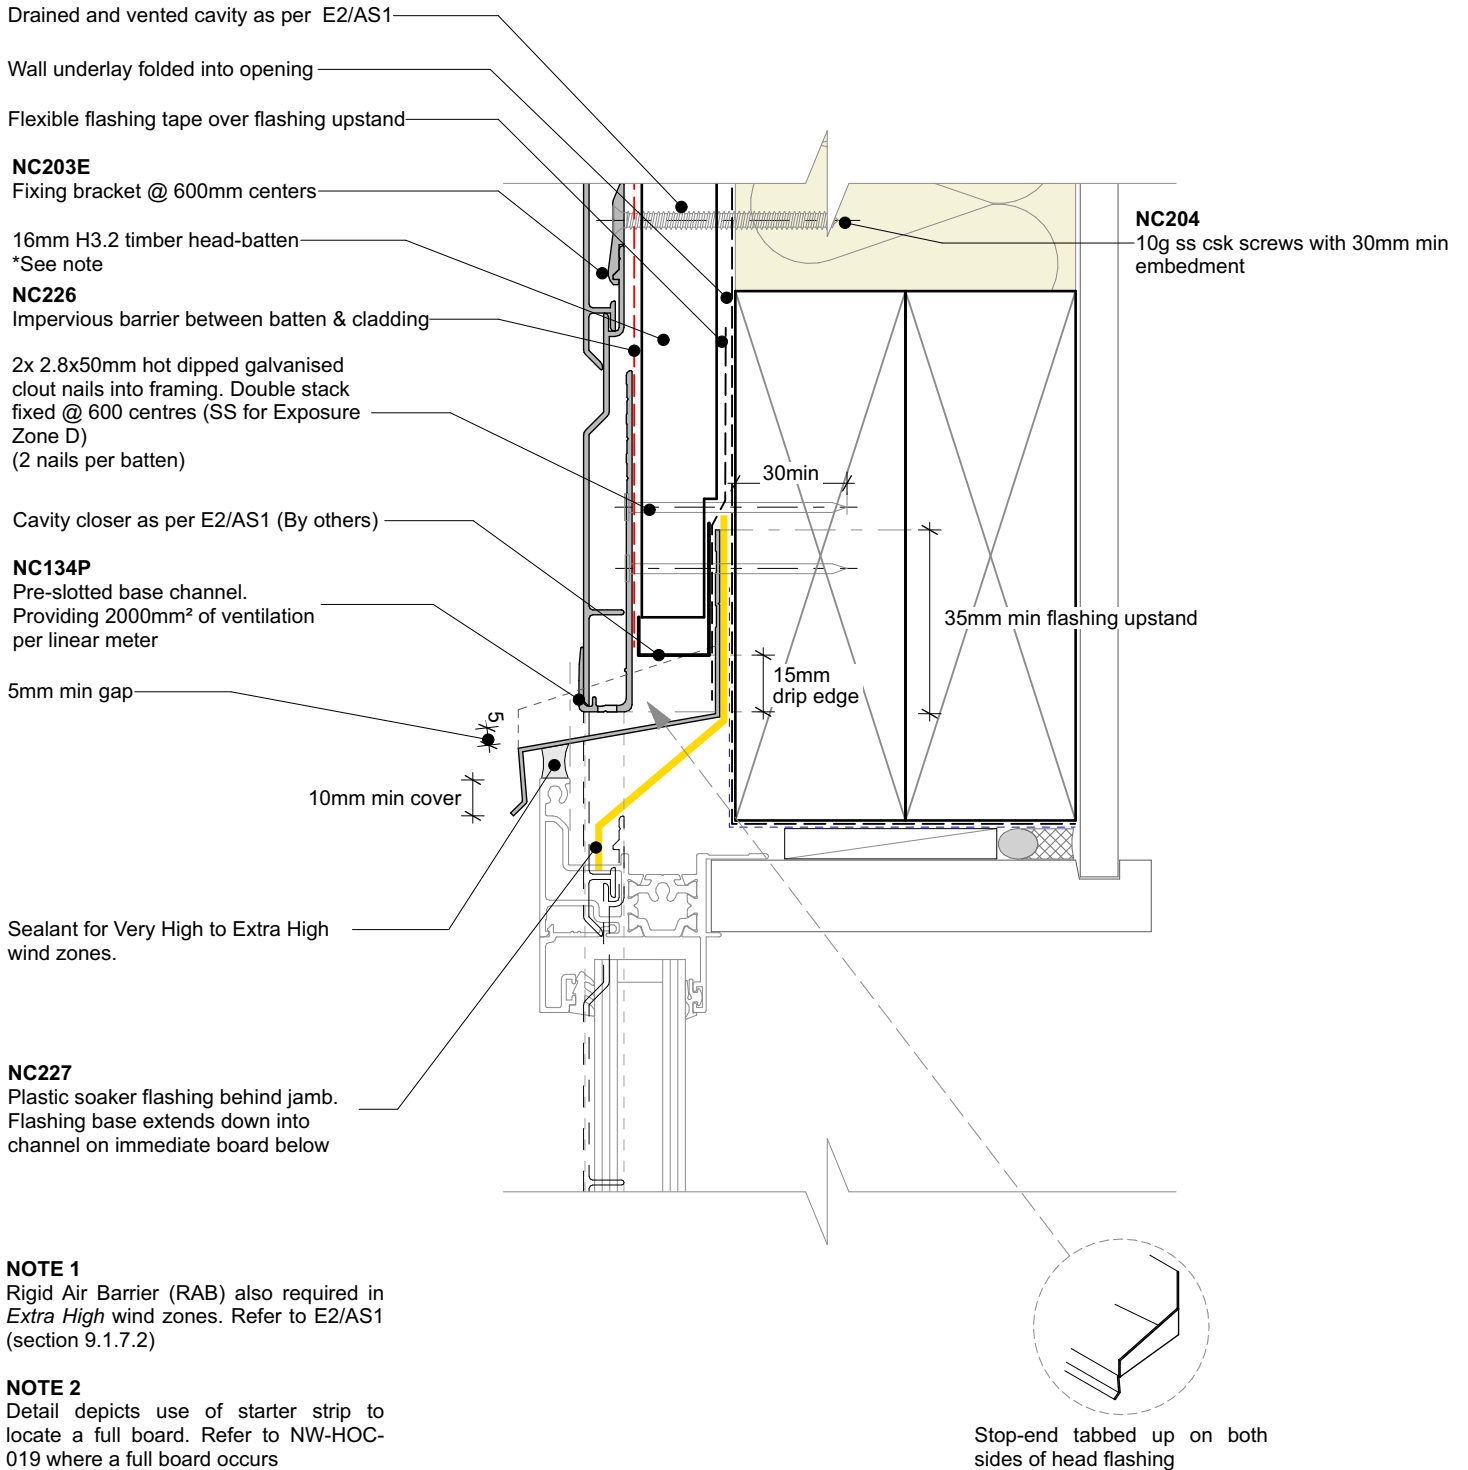 Drained and vented cavity as per E2/AS1
Wall underlay folded into opening
Flexible flashing tape over flashing upstand
NC203E
Fixing bracket @ 600mm centers
16mm H3.2 timber head-batten
*See note
NC226
Impervious barrier between batten & cladding
2x 2.8x50mm hot dipped galvanised
clout nails into framing. Double stack
fixed @ 600 centres (SS for Exposure
Zone D)
(2 nails per batten)
Cavity closer as per E2/AS1 (By others)
NC134P
Pre-slotted base channel.
Providing 2000mm² of ventilation
per linear meter
5mm min gap
5
10mm min cover
Sealant for Very High to Extra High
wind zones.
NC227
Plastic soaker flashing behind jamb.
Flashing base extends down into
channel on immediate board below
NC204
10g ss csk screws with 30mm min
embedment
30min
35mm min flashing upstand
15mm
drip edge
NOTE 1
Rigid Air Barrier (RAB) also required in
Extra High wind zones. Refer to E2/AS1
(section 9.1.7.2)
NOTE 2
Detail depicts use of starter strip to
locate a full board. Refer to NW-HOC-
019 where a full board occurs
Stop-end tabbed up on both
sides of head flashing